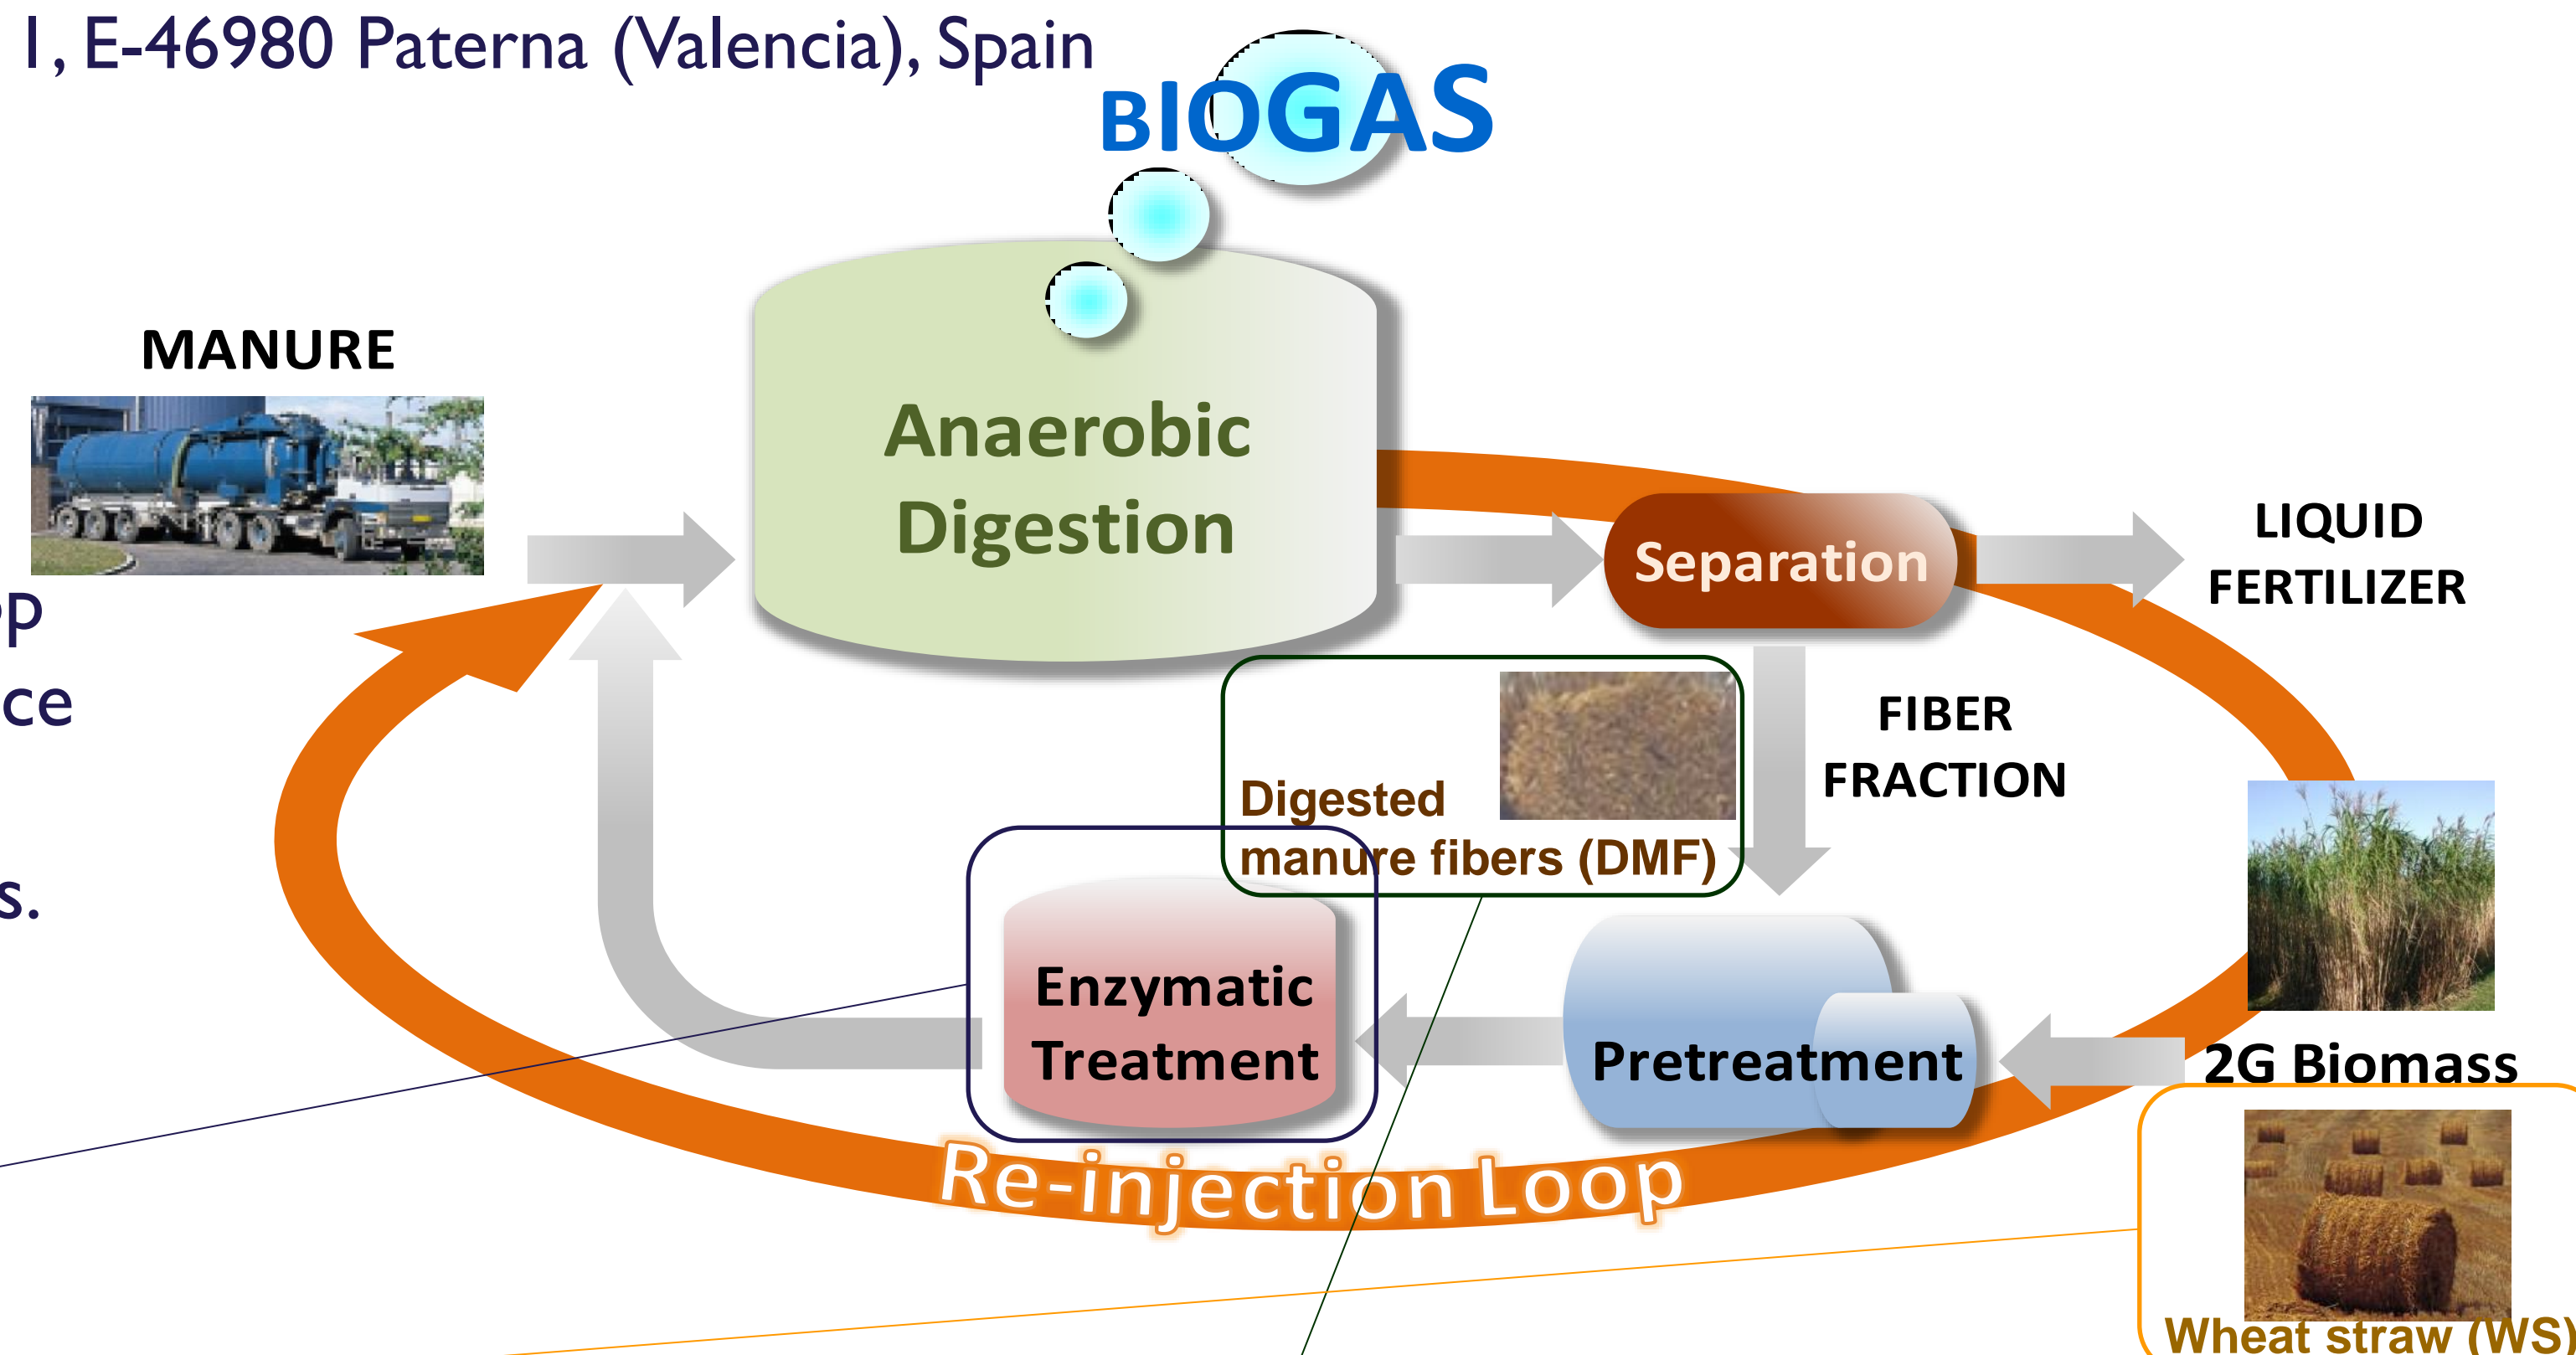 1, E-46980 Paterna (Valencia), Spain
BIOGAS
MANURE
Anaerobic
Digestion
Separation
LIQUID
FERTILIZER
ce
FIBER
FRACTION
Digested
manure fibers (DMF)
s.
Enzymatic
Treatment
Pretreatment
2G Biomass
Re-injection Loop
Wheat straw (WS)